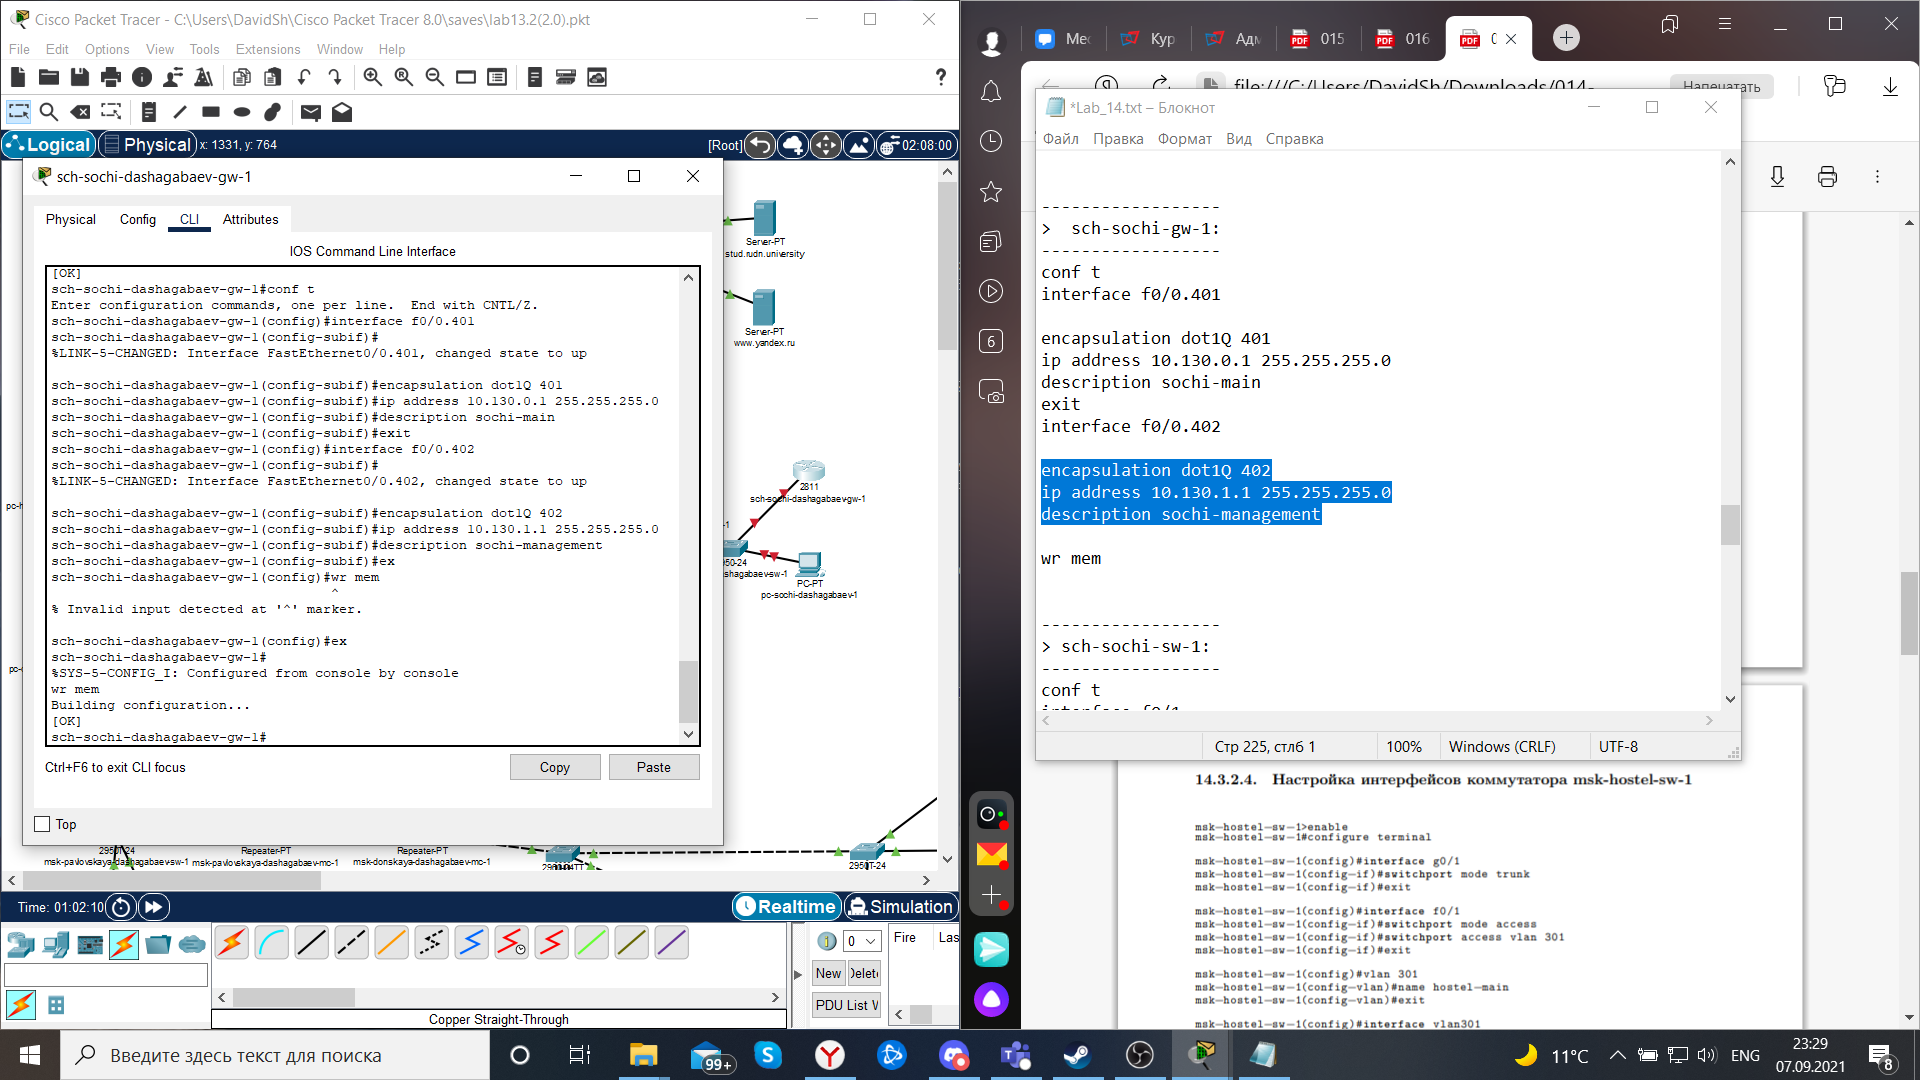 Cisco Packet Tracer - C:\Users\DavidSh\Cisco Packet Tracer 8.0\saves\lab13.2(2.0).pkt
File Edit Options View Tools Extensions Window Help
Logical Physical x: 1331, y: 764 [Root] 02:08:00
sch-sochi-dashagabaev-gw-1
Physical Config CLI Attributes
IOS Command Line Interface
[OK]
sch-sochi-dashagabaev-gw-1#conf t
Enter configuration commands, one per line.  End with CNTL/Z.
sch-sochi-dashagabaev-gw-1(config)#interface f0/0.401
sch-sochi-dashagabaev-gw-1(config-subif)#
%LINK-5-CHANGED: Interface FastEthernet0/0.401, changed state to up
sch-sochi-dashagabaev-gw-1(config-subif)#encapsulation dot1Q 401
sch-sochi-dashagabaev-gw-1(config-subif)#ip address 10.130.0.1 255.255.255.0
sch-sochi-dashagabaev-gw-1(config-subif)#description sochi-main
sch-sochi-dashagabaev-gw-1(config-subif)#exit
sch-sochi-dashagabaev-gw-1(config)#interface f0/0.402
sch-sochi-dashagabaev-gw-1(config-subif)#
%LINK-5-CHANGED: Interface FastEthernet0/0.402, changed state to up
sch-sochi-dashagabaev-gw-1(config-subif)#encapsulation dot1Q 402
sch-sochi-dashagabaev-gw-1(config-subif)#ip address 10.130.1.1 255.255.255.0
sch-sochi-dashagabaev-gw-1(config-subif)#description sochi-management
sch-sochi-dashagabaev-gw-1(config-subif)#ex
sch-sochi-dashagabaev-gw-1(config)#wr mem
^
% Invalid input detected at '^' marker.
sch-sochi-dashagabaev-gw-1(config)#ex
sch-sochi-dashagabaev-gw-1#
%SYS-5-CONFIG_I: Configured from console by console
wr mem
Building configuration...
[OK]
sch-sochi-dashagabaev-gw-1#
Ctrl+F6 to exit CLI focus
Copy Paste
Top
Server-PT
stud.rudn.university
Server-PT
www.yandex.ru
2811
sch-sochi-dashagabaev-gw-1
950-24
shagabaev-sw-1
PC-PT
pc-sochi-dashagabaev-1
2950T-24
msk-pavlovskaya-dashagabaev-sw-1
Repeater-PT
msk-pavlovskaya-dashagabaev-mc-1
Repeater-PT
msk-donskaya-dashagabaev-mc-1
2950T-24
Time: 01:02:10
Realtime Simulation
0
Fire Las
New Delete
PDU List W
Copper Straight-Through
Мес Кур Адм 015 016 0
file:///C:/Users/DavidSh/Downloads/014-
Напечатать
6
*Lab_14.txt – Блокнот
Файл Правка Формат Вид Справка
------------------
>  sch-sochi-gw-1:
------------------
conf t
interface f0/0.401
encapsulation dot1Q 401
ip address 10.130.0.1 255.255.255.0
description sochi-main
exit
interface f0/0.402
encapsulation dot1Q 402
ip address 10.130.1.1 255.255.255.0
description sochi-management
wr mem
------------------
> sch-sochi-sw-1:
------------------
conf t
interface f0/1
Стр 225, стлб 1 100% Windows (CRLF) UTF-8
14.3.2.4. Настройка интерфейсов коммутатора msk-hostel-sw-1
msk-hostel-sw-1>enable
msk-hostel-sw-1#configure terminal
msk-hostel-sw-1(config)#interface g0/1
msk-hostel-sw-1(config-if)#switchport mode trunk
msk-hostel-sw-1(config-if)#exit
msk-hostel-sw-1(config)#interface f0/1
msk-hostel-sw-1(config-if)#switchport mode access
msk-hostel-sw-1(config-if)#switchport access vlan 301
msk-hostel-sw-1(config-if)#exit
msk-hostel-sw-1(config)#vlan 301
msk-hostel-sw-1(config-vlan)#name hostel-main
msk-hostel-sw-1(config-vlan)#exit
msk-hostel-sw-1(config)#interface vlan301
Введите здесь текст для поиска
99+
11°C
ENG
23:29
07.09.2021
8